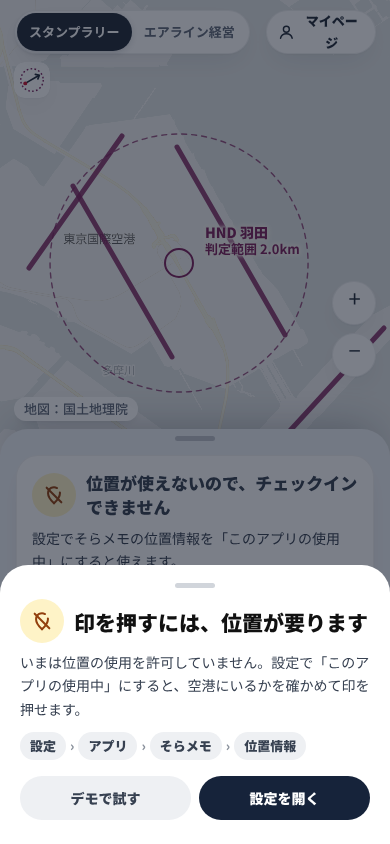 スタンプラリー
エアライン経営
マイペー
ジ
東京国際空港
HND 羽田
判定範囲 2.0km
+
−
多摩川
地図：国土地理院
位置が使えないので、チェックイン
できません
設定でそらメモの位置情報を「このアプリの使用
中」にすると使えます。
印を押すには、位置が要ります
いまは位置の使用を許可していません。設定で「このア
プリの使用中」にすると、空港にいるかを確かめて印を
押せます。
設定 › アプリ › そらメモ › 位置情報
デモで試す
設定を開く